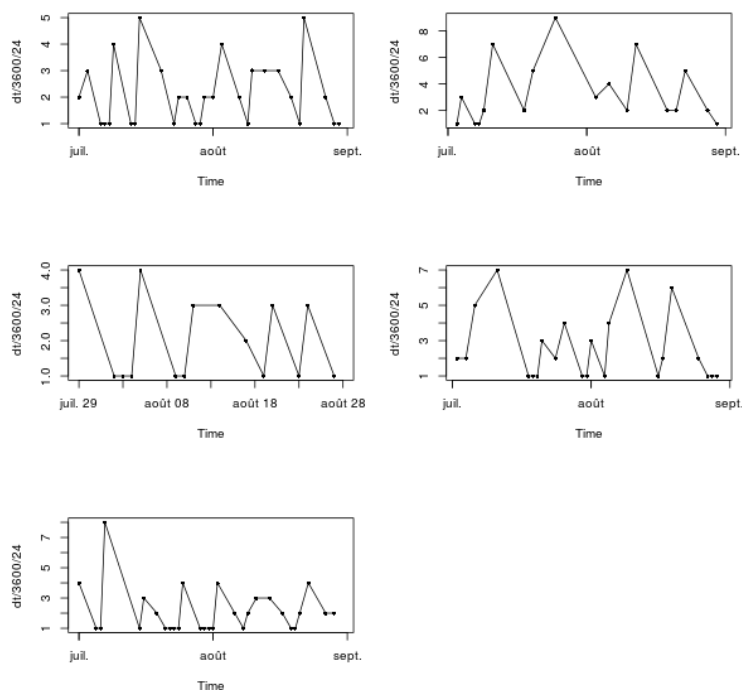 dt/3600/24
5
4
3
2
1
juil.
août
sept.
Time
dt/3600/24
8
6
4
2
juil.
août
sept.
Time
dt/3600/24
4.0
3.0
2.0
1.0
juil. 29
août 08
août 18
août 28
Time
dt/3600/24
7
5
3
1
juil.
août
sept.
Time
dt/3600/24
7
5
3
1
juil.
août
sept.
Time